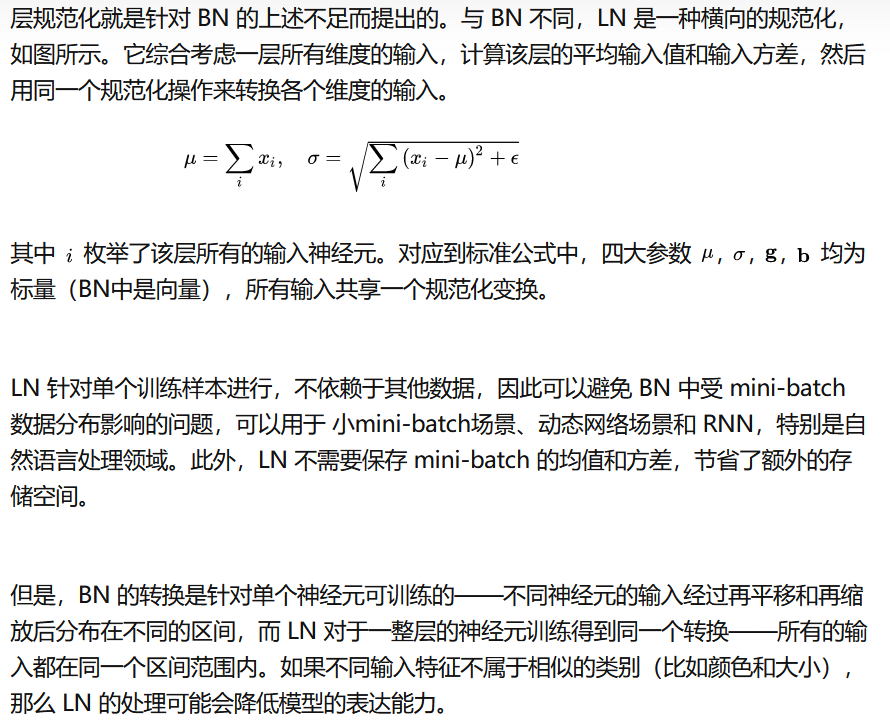 层规范化就是针对 BN 的上述不足而提出的。与 BN 不同，LN 是一种横向的规范化，
如图所示。它综合考虑一层所有维度的输入，计算该层的平均输入值和输入方差，然后
用同一个规范化操作来转换各个维度的输入。
μ = ∑_i x_i, σ = √(∑_i (x_i − μ)² + ϵ)
其中 i 枚举了该层所有的输入神经元。对应到标准公式中，四大参数 μ, σ, g, b 均为
标量（BN中是向量），所有输入共享一个规范化变换。
LN 针对单个训练样本进行，不依赖于其他数据，因此可以避免 BN 中受 mini-batch
数据分布影响的问题，可以用于 小mini-batch场景、动态网络场景和 RNN，特别是自
然语言处理领域。此外，LN 不需要保存 mini-batch 的均值和方差，节省了额外的存
储空间。
但是，BN 的转换是针对单个神经元可训练的——不同神经元的输入经过再平移和再缩
放后分布在不同的区间，而 LN 对于一整层的神经元训练得到同一个转换——所有的输
入都在同一个区间范围内。如果不同输入特征不属于相似的类别（比如颜色和大小），
那么 LN 的处理可能会降低模型的表达能力。